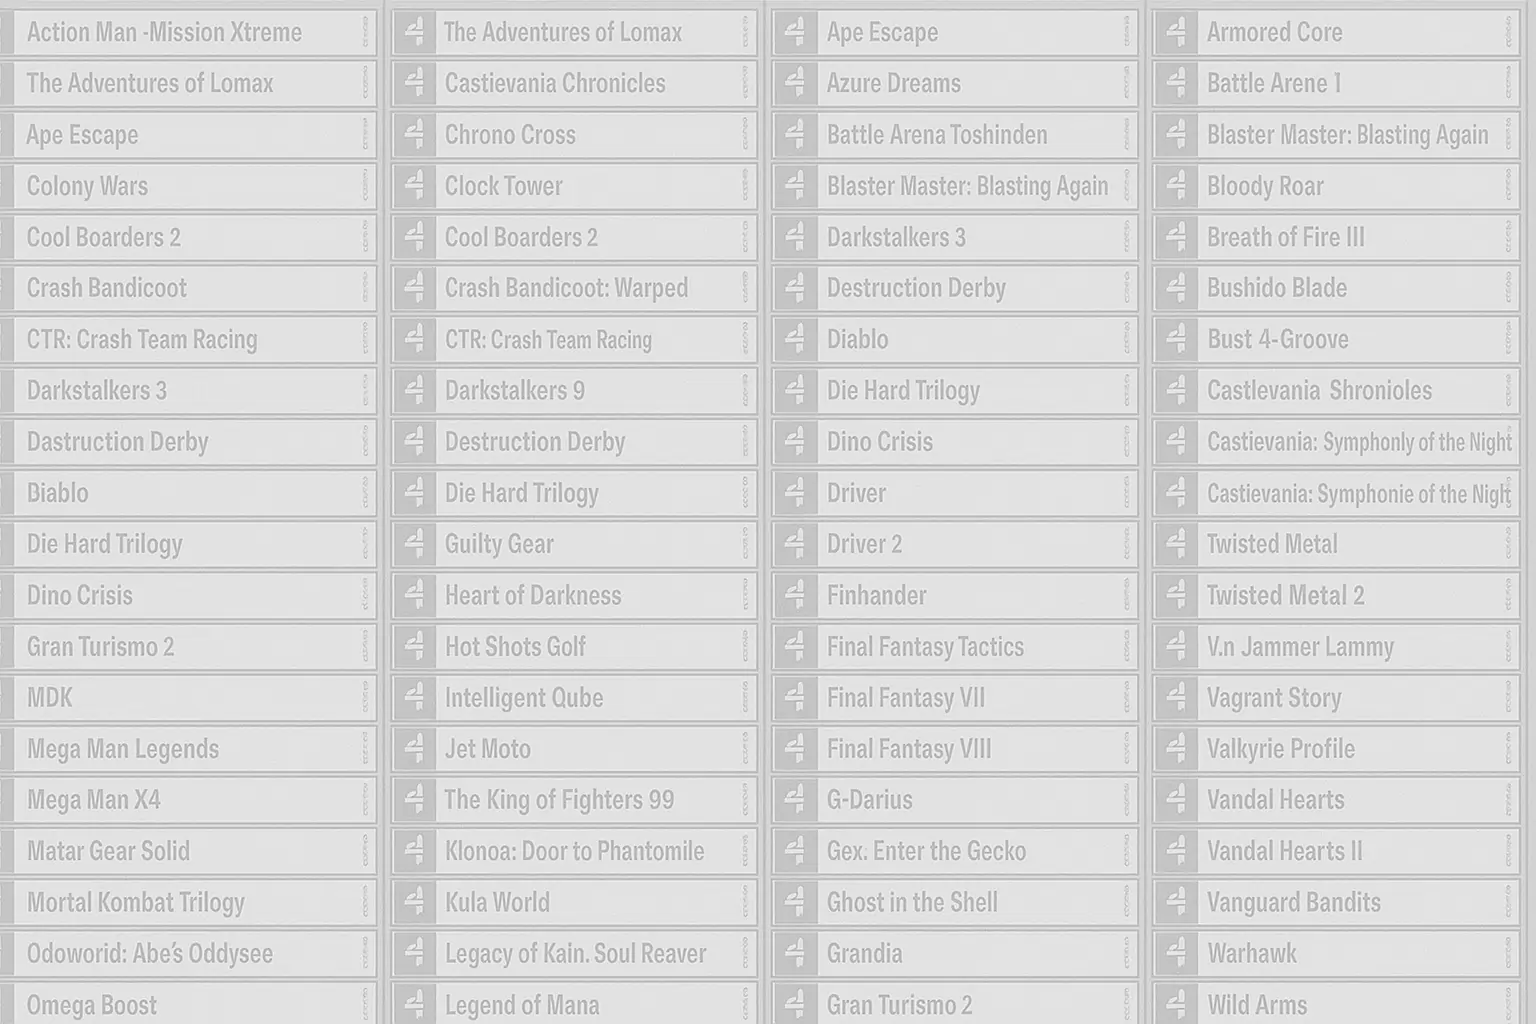 Action Man -Mission Xtreme
The Adventures of Lomax
Ape Escape
Colony Wars
Cool Boarders 2
Crash Bandicoot
CTR: Crash Team Racing
Darkstalkers 3
Dastruction Derby
Biablo
Die Hard Trilogy
Dino Crisis
Gran Turismo 2
MDK
Mega Man Legends
Mega Man X4
Matar Gear Solid
Mortal Kombat Trilogy
Odoworid: Abe's Oddysee
Omega Boost
The Adventures of Lomax
Castievania Chronicles
Chrono Cross
Clock Tower
Cool Boarders 2
Crash Bandicoot: Warped
CTR: Crash Team Racing
Darkstalkers 9
Destruction Derby
Die Hard Trilogy
Guilty Gear
Heart of Darkness
Hot Shots Golf
Intelligent Qube
Jet Moto
The King of Fighters 99
Klonoa: Door to Phantomile
Kula World
Legacy of Kain. Soul Reaver
Legend of Mana
Ape Escape
Azure Dreams
Battle Arena Toshinden
Blaster Master: Blasting Again
Darkstalkers 3
Destruction Derby
Diablo
Die Hard Trilogy
Dino Crisis
Driver
Driver 2
Finhander
Final Fantasy Tactics
Final Fantasy VII
Final Fantasy VIII
G-Darius
Gex. Enter the Gecko
Ghost in the Shell
Grandia
Gran Turismo 2
Armored Core
Battle Arene 1
Blaster Master: Blasting Again
Bloody Roar
Breath of Fire III
Bushido Blade
Bust 4-Groove
Castlevania Shronioles
Castievania: Symphonly of the Night
Castievania: Symphonie of the Night
Twisted Metal
Twisted Metal 2
V.n Jammer Lammy
Vagrant Story
Valkyrie Profile
Vandal Hearts
Vandal Hearts II
Vanguard Bandits
Warhawk
Wild Arms